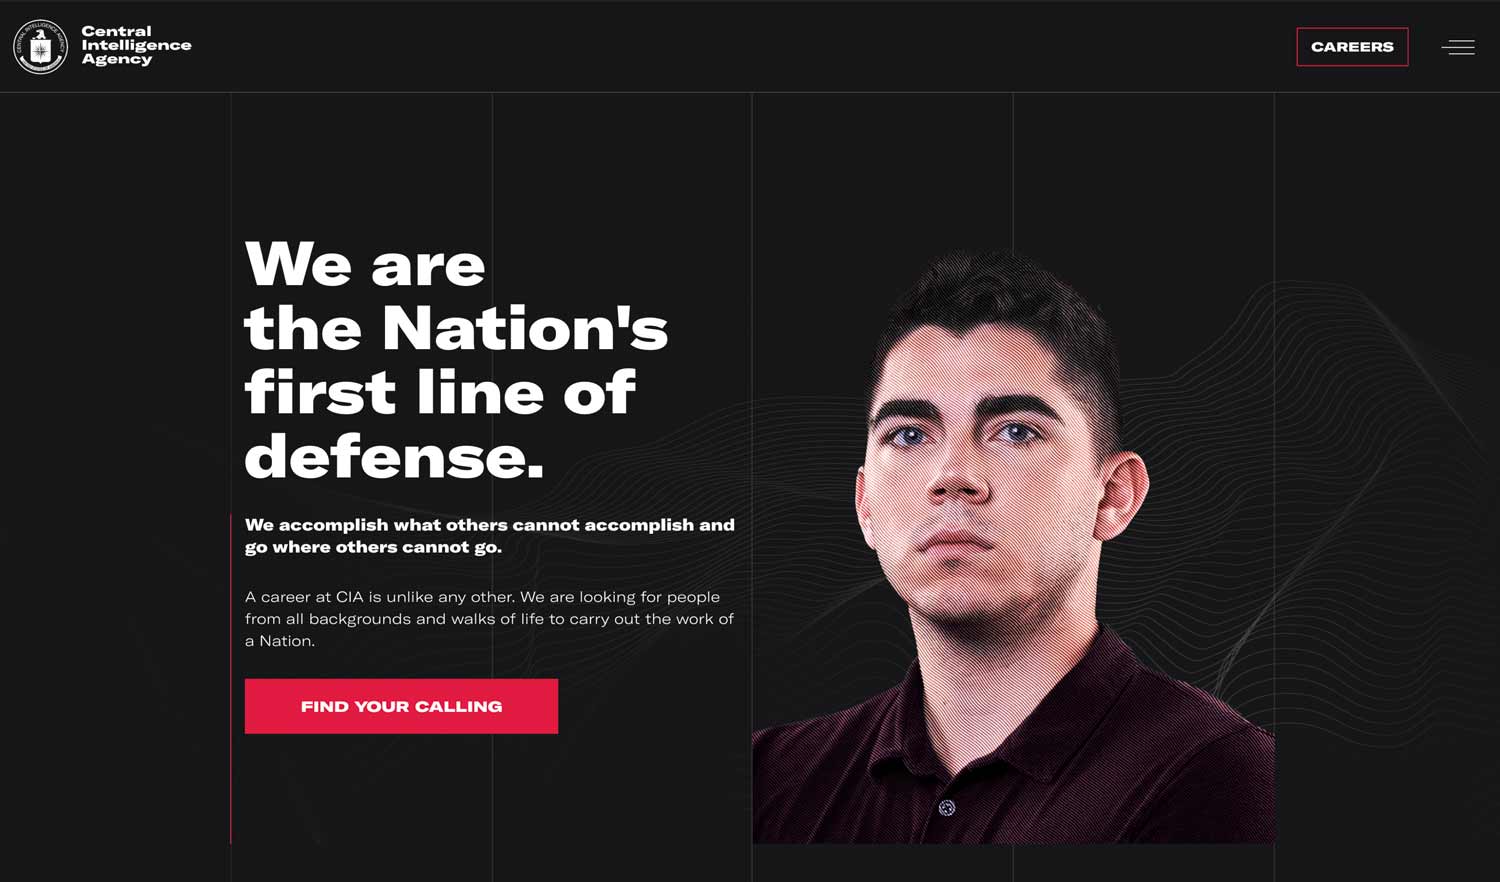 Central
Intelligence
Agency
CAREERS
We are
the Nation's
first line of
defense.
We accomplish what others cannot accomplish and
go where others cannot go.
A career at CIA is unlike any other. We are looking for people
from all backgrounds and walks of life to carry out the work of
a Nation.
FIND YOUR CALLING